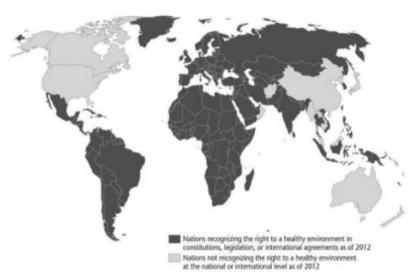 Nations recognizing the right to a healthy environment in
constitutions, legislation, or international agreements as of 2012
Nations not recognizing the right to a healthy environment
at the national or international level as of 2012